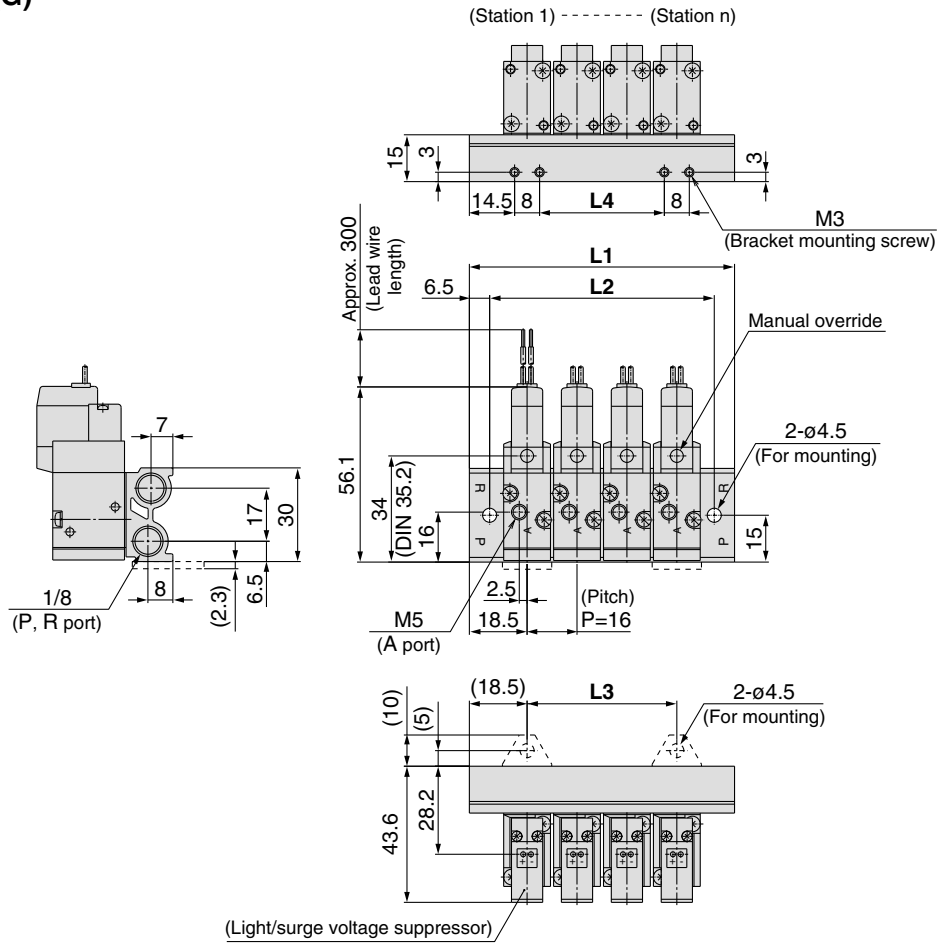 d)
(Station 1) - - - - - - - (Station n)
15
3
3
14.5
8
L4
8
M3
(Bracket mounting screw)
Approx. 300
(Lead wire
length)
L1
6.5
L2
Manual override
2-ø4.5
(For mounting)
56.1
34
(DIN 35.2)
16
R
P
A
A
A
A
R
P
15
2.5
(Pitch)
18.5
P=16
M5
(A port)
7
17
30
8
(2.3)
6.5
1/8
(P, R port)
(18.5)
L3
2-ø4.5
(For mounting)
(10)
(5)
43.6
28.2
+ -
+ -
+ -
+ -
(Light/surge voltage suppressor)